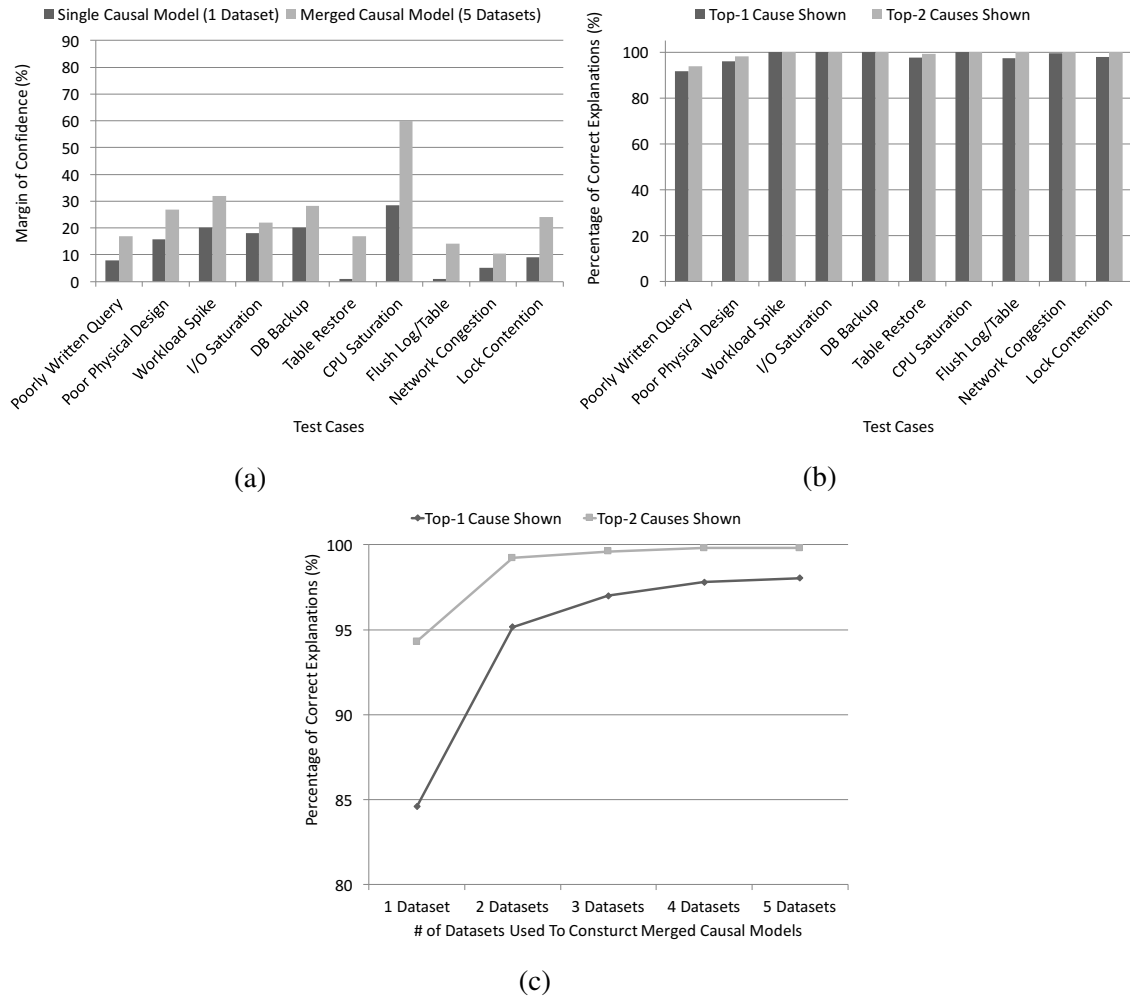 Single Causal Model (1 Dataset) Merged Causal Model (5 Datasets)
Margin of Confidence (%)
90
80
70
60
50
40
30
20
10
0
Poorly Written Query
Poor Physical Design
Workload Spike
I/O Saturation
DB Backup
Table Restore
CPU Saturation
Flush Log/Table
Network Congestion
Lock Contention
Test Cases
(a)
Top-1 Cause Shown Top-2 Causes Shown
Percentage of Correct Explanations (%)
100
80
60
40
20
0
Poorly Written Query
Poor Physical Design
Workload Spike
I/O Saturation
DB Backup
Table Restore
CPU Saturation
Flush Log/Table
Network Congestion
Lock Contention
Test Cases
(b)
Top-1 Cause Shown Top-2 Causes Shown
Percentage of Correct Explanations (%)
100
95
90
85
80
1 Dataset 2 Datasets 3 Datasets 4 Datasets 5 Datasets
# of Datasets Used To Consturct Merged Causal Models
(c)